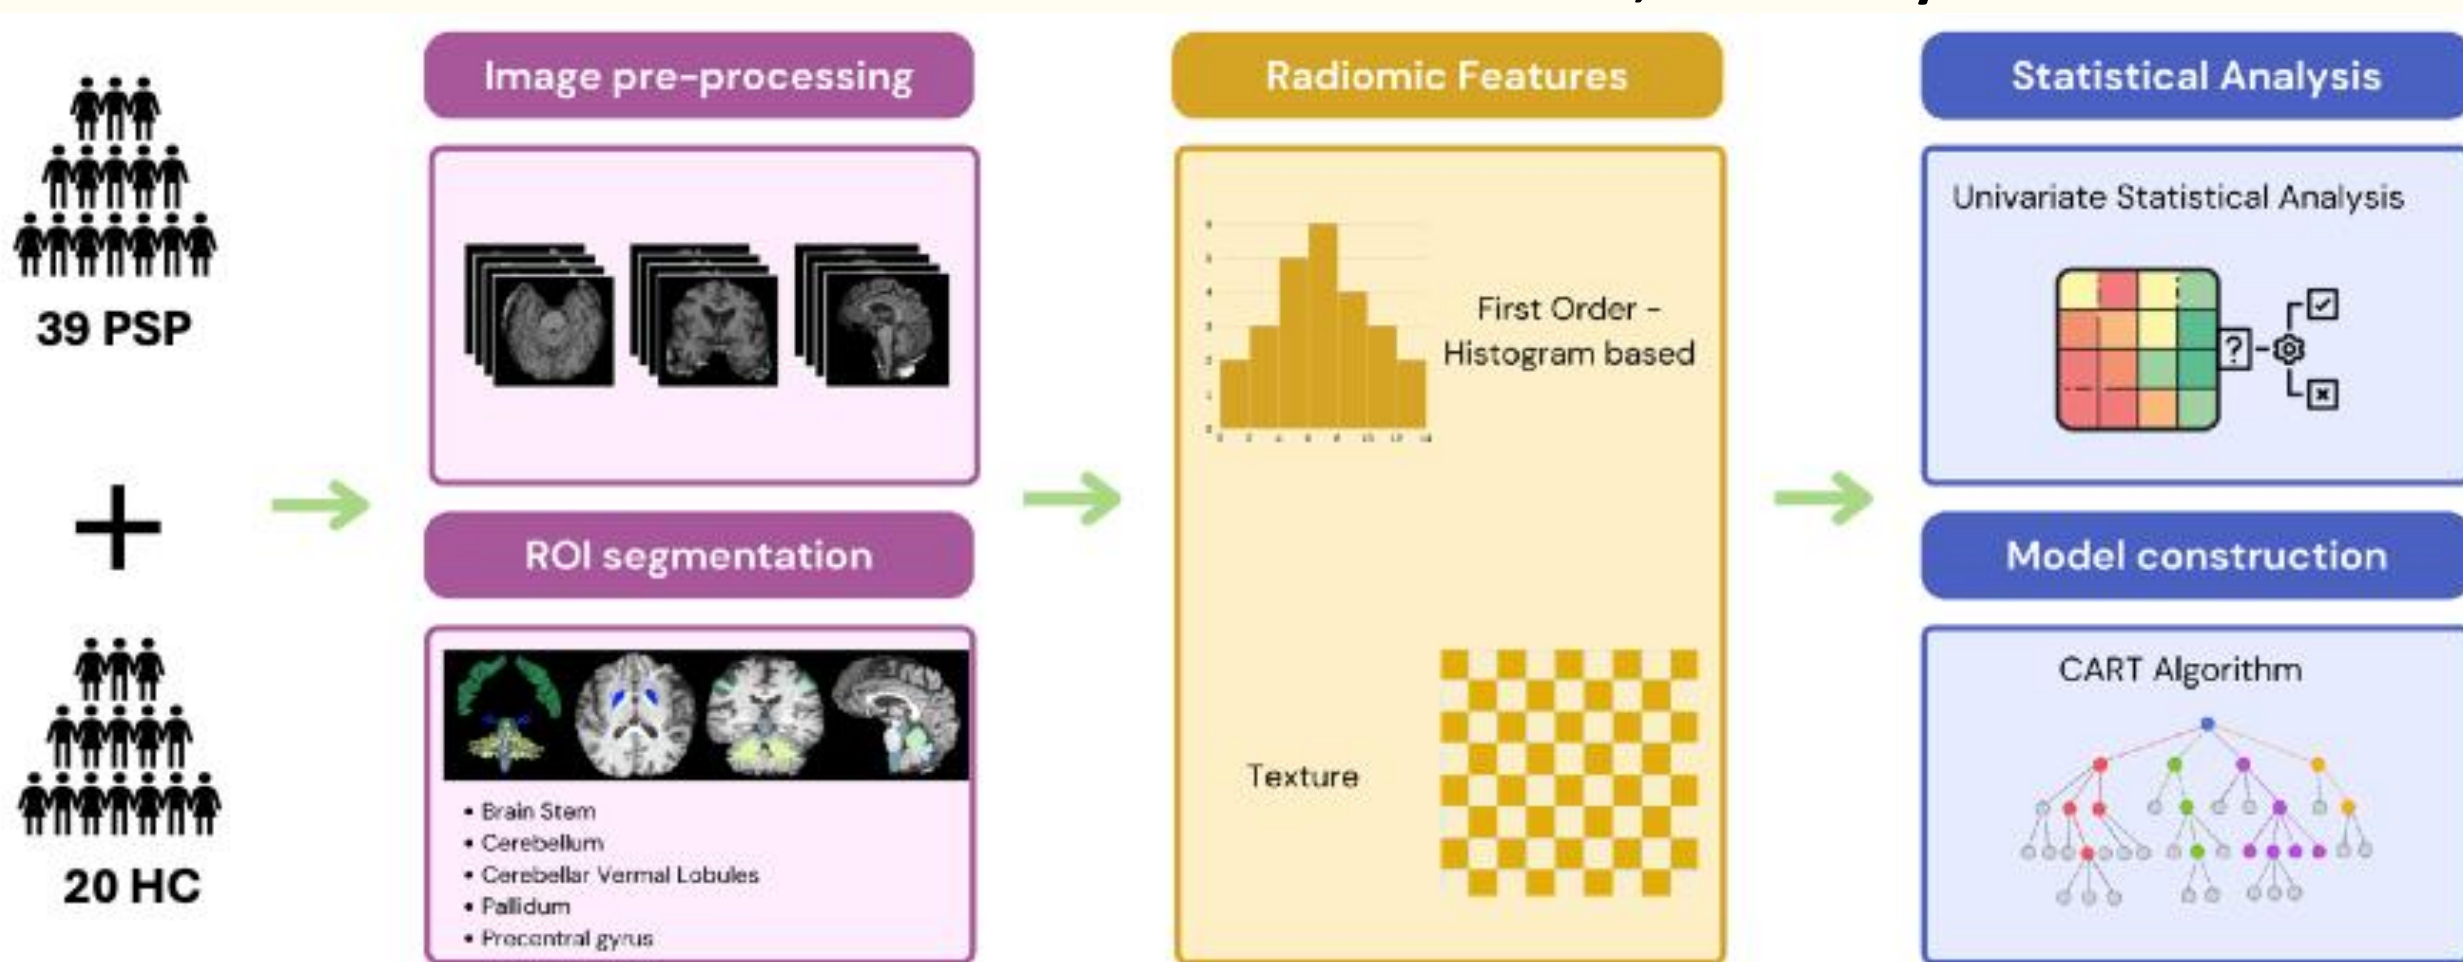 39 PSP
+
20 HC
Image pre-processing
ROI segmentation
• Brain Stem
• Cerebellum
• Cerebellar Vermal Lobules
• Pallidum
• Precentral gyrus
Radiomic Features
First Order -
Histogram based
Texture
Statistical Analysis
Univariate Statistical Analysis
?
Model construction
CART Algorithm